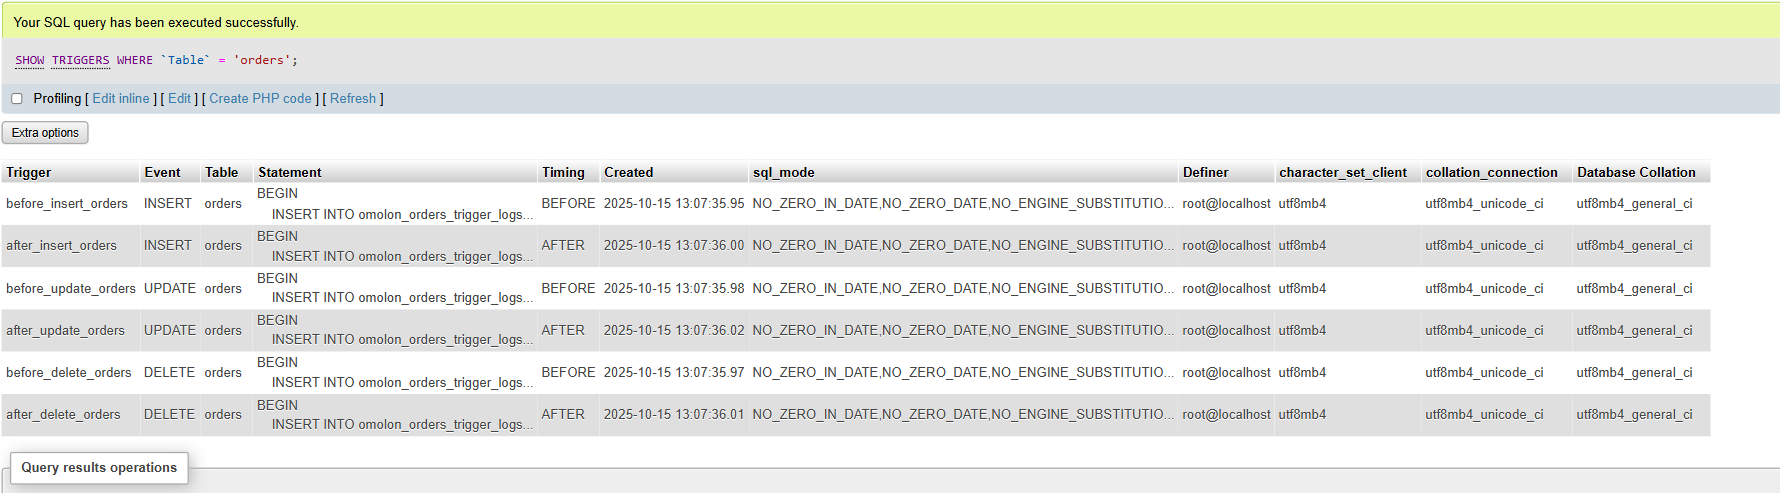 Your SQL query has been executed successfully.
SHOW TRIGGERS WHERE `Table` = 'orders';
Profiling [ Edit inline ] [ Edit ] [ Create PHP code ] [ Refresh ]
Extra options
Trigger Event Table Statement Timing Created sql_mode Definer character_set_client collation_connection Database Collation
before_insert_orders INSERT orders BEGIN
INSERT INTO omolon_orders_trigger_logs... BEFORE 2025-10-15 13:07:35.95 NO_ZERO_IN_DATE,NO_ZERO_DATE,NO_ENGINE_SUBSTITUTIO... root@localhost utf8mb4 utf8mb4_unicode_ci utf8mb4_general_ci
after_insert_orders INSERT orders BEGIN
INSERT INTO omolon_orders_trigger_logs... AFTER 2025-10-15 13:07:36.00 NO_ZERO_IN_DATE,NO_ZERO_DATE,NO_ENGINE_SUBSTITUTIO... root@localhost utf8mb4 utf8mb4_unicode_ci utf8mb4_general_ci
before_update_orders UPDATE orders BEGIN
INSERT INTO omolon_orders_trigger_logs... BEFORE 2025-10-15 13:07:35.98 NO_ZERO_IN_DATE,NO_ZERO_DATE,NO_ENGINE_SUBSTITUTIO... root@localhost utf8mb4 utf8mb4_unicode_ci utf8mb4_general_ci
after_update_orders UPDATE orders BEGIN
INSERT INTO omolon_orders_trigger_logs... AFTER 2025-10-15 13:07:36.02 NO_ZERO_IN_DATE,NO_ZERO_DATE,NO_ENGINE_SUBSTITUTIO... root@localhost utf8mb4 utf8mb4_unicode_ci utf8mb4_general_ci
before_delete_orders DELETE orders BEGIN
INSERT INTO omolon_orders_trigger_logs... BEFORE 2025-10-15 13:07:35.97 NO_ZERO_IN_DATE,NO_ZERO_DATE,NO_ENGINE_SUBSTITUTIO... root@localhost utf8mb4 utf8mb4_unicode_ci utf8mb4_general_ci
after_delete_orders DELETE orders BEGIN
INSERT INTO omolon_orders_trigger_logs... AFTER 2025-10-15 13:07:36.01 NO_ZERO_IN_DATE,NO_ZERO_DATE,NO_ENGINE_SUBSTITUTIO... root@localhost utf8mb4 utf8mb4_unicode_ci utf8mb4_general_ci
Query results operations